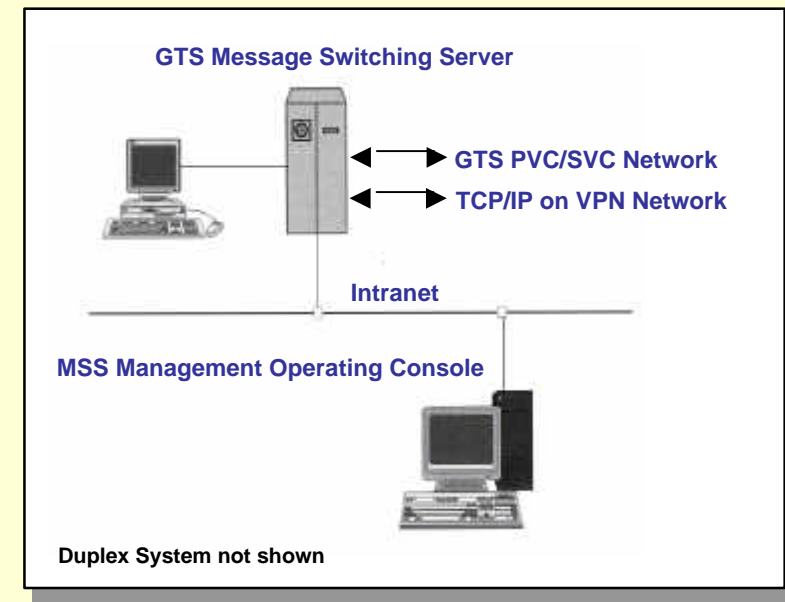 GTS Message Switching Server
GTS PVC/SVC Network
TCP/IP on VPN Network
Intranet
MSS Management Operating Console
Duplex System not shown